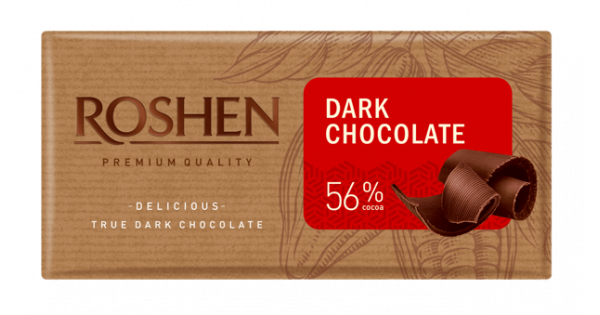 ROSHEN
PREMIUM QUALITY
-DELICIOUS-
TRUE DARK CHOCOLATE
DARK
CHOCOLATE
56%
cocoa